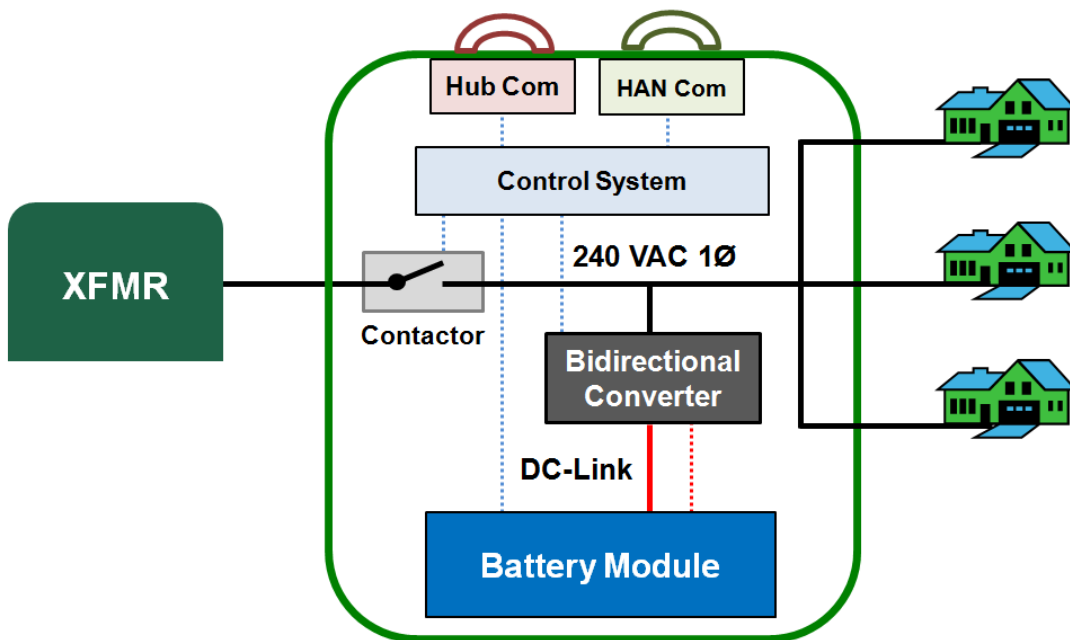 Hub Com
HAN Com
Control System
XFMR
240 VAC 1Ø
Contactor
Bidirectional
Converter
DC-Link
Battery Module